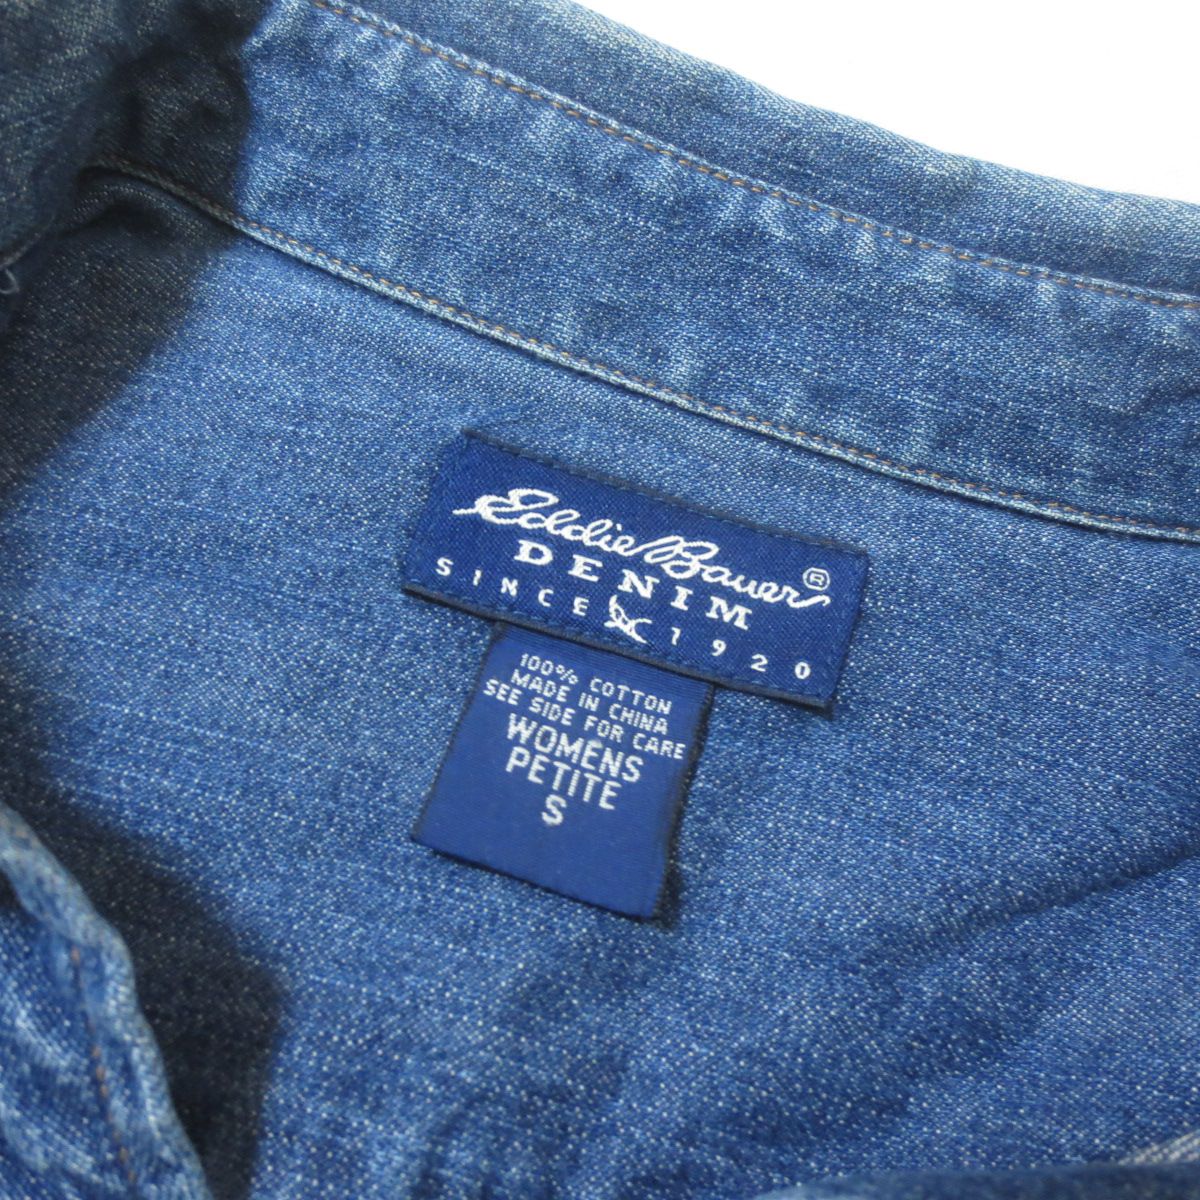 Eddie Bauer®
DENIM
SINCE 1920
100% COTTON
MADE IN CHINA
SEE SIDE FOR CARE
WOMENS
PETITE
S